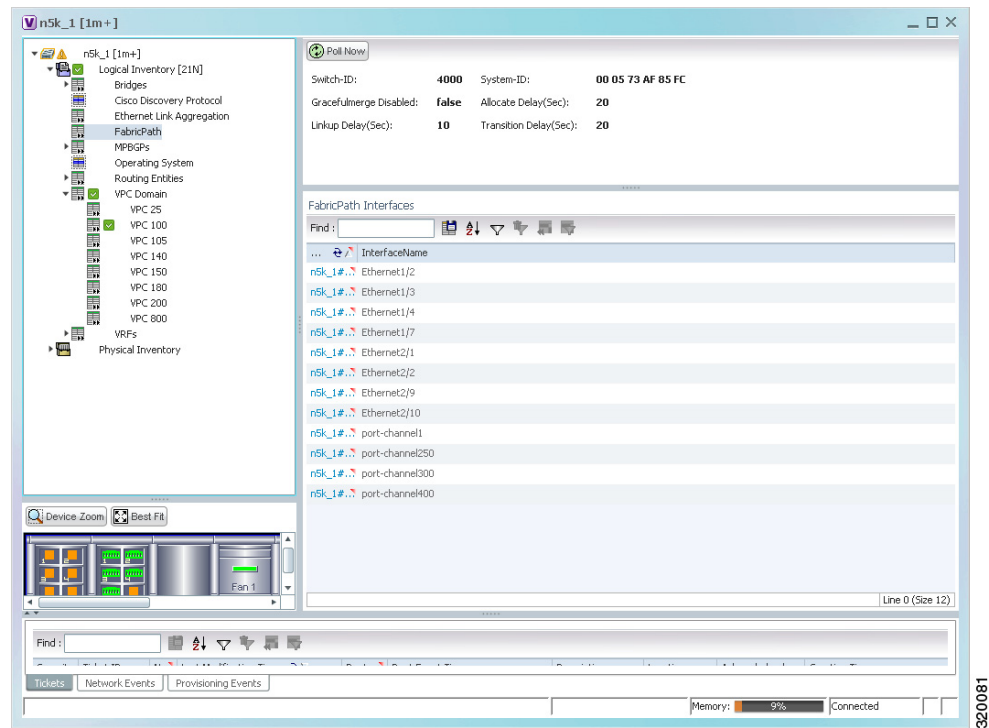 V n5k_1 [1m+]
n5k_1 [1m+]
Logical Inventory [21N]
Bridges
Cisco Discovery Protocol
Ethernet Link Aggregation
FabricPath
MPBGPs
Operating System
Routing Entities
VPC Domain
VPC 25
VPC 100
VPC 105
VPC 140
VPC 150
VPC 180
VPC 200
VPC 800
VRFs
Physical Inventory
Device Zoom Best Fit
Fan 1
Poll Now
Switch-ID: 4000 System-ID: 00 05 73 AF 85 FC
Gracefulmerge Disabled: false Allocate Delay(Sec): 20
Linkup Delay(Sec): 10 Transition Delay(Sec): 20
FabricPath Interfaces
Find :
... InterfaceName
n5k_1#... Ethernet1/2
n5k_1#... Ethernet1/3
n5k_1#... Ethernet1/4
n5k_1#... Ethernet1/7
n5k_1#... Ethernet2/1
n5k_1#... Ethernet2/2
n5k_1#... Ethernet2/9
n5k_1#... Ethernet2/10
n5k_1#... port-channel1
n5k_1#... port-channel250
n5k_1#... port-channel300
n5k_1#... port-channel400
Line 0 (Size 12)
Find :
Tickets Network Events Provisioning Events
Memory: 9% Connected
320081